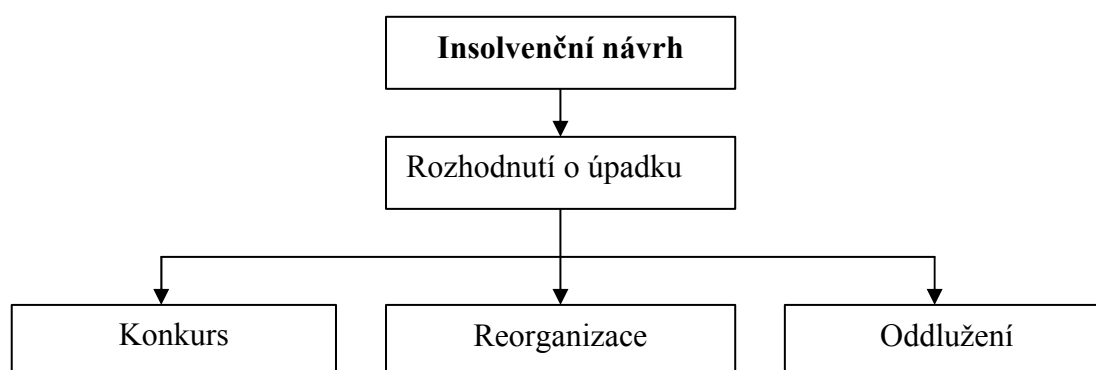 Insolvenční návrh
Rozhodnutí o úpadku
Konkurs
Reorganizace
Oddlužení